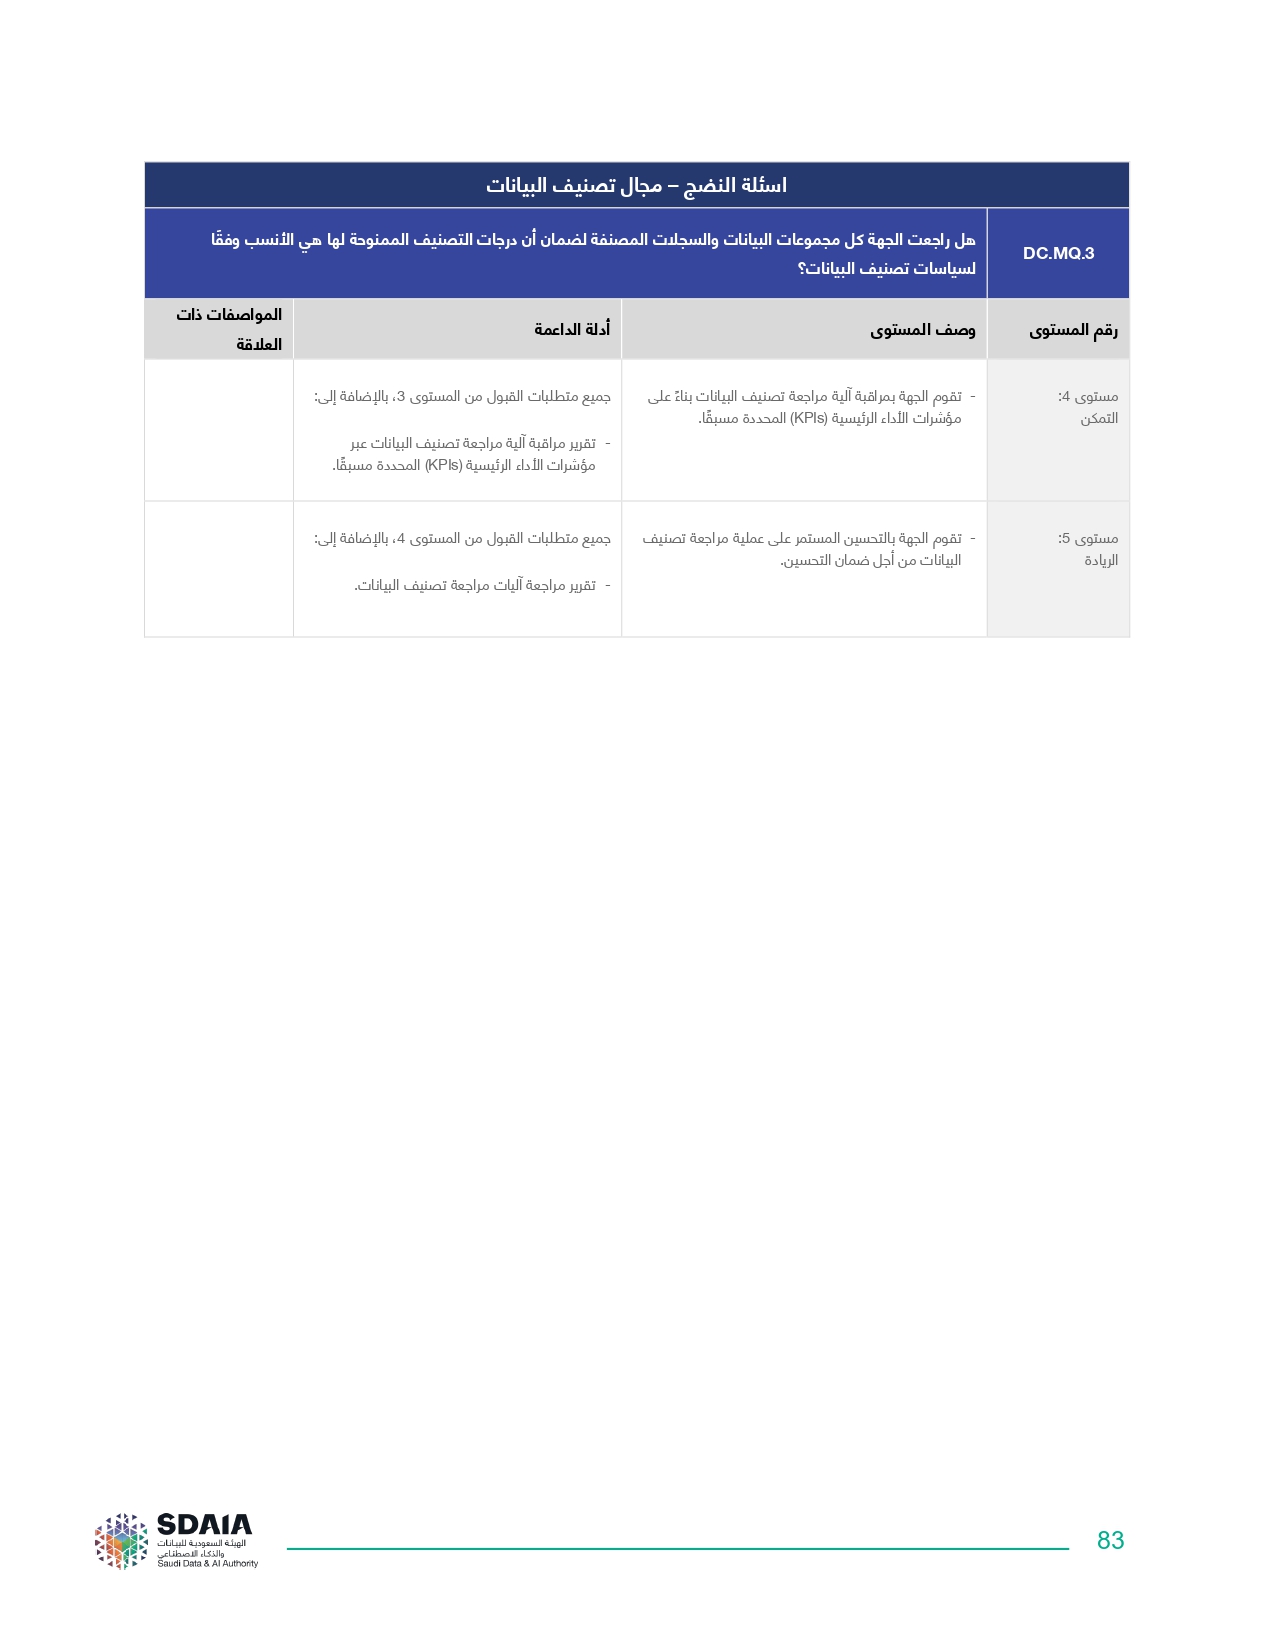 اسئلة النضج – مجال تصنيف البيانات
DC.MQ.3
هل راجعت الجهة كل مجموعات البيانات والسجلات المصنفة لضمان أن درجات التصنيف الممنوحة لها هي الأنسب وفقًا
لسياسات تصنيف البيانات؟
رقم المستوى
وصف المستوى
أدلة الداعمة
المواصفات ذات
العلاقة
مستوى 4:
التمكن
- تقوم الجهة بمراقبة آلية مراجعة تصنيف البيانات بناءً على
مؤشرات الأداء الرئيسية (KPIs) المحددة مسبقًا.
جميع متطلبات القبول من المستوى 3، بالإضافة إلى:
- تقرير مراقبة آلية مراجعة تصنيف البيانات عبر
مؤشرات الأداء الرئيسية (KPIs) المحددة مسبقًا.
مستوى 5:
الريادة
- تقوم الجهة بالتحسين المستمر على عملية مراجعة تصنيف
البيانات من أجل ضمان التحسين.
جميع متطلبات القبول من المستوى 4، بالإضافة إلى:
- تقرير مراجعة آليات مراجعة تصنيف البيانات.
83
SDAIA
الهيئة السعودية للبيانات
والذكاء الاصطناعي
Saudi Data & AI Authority